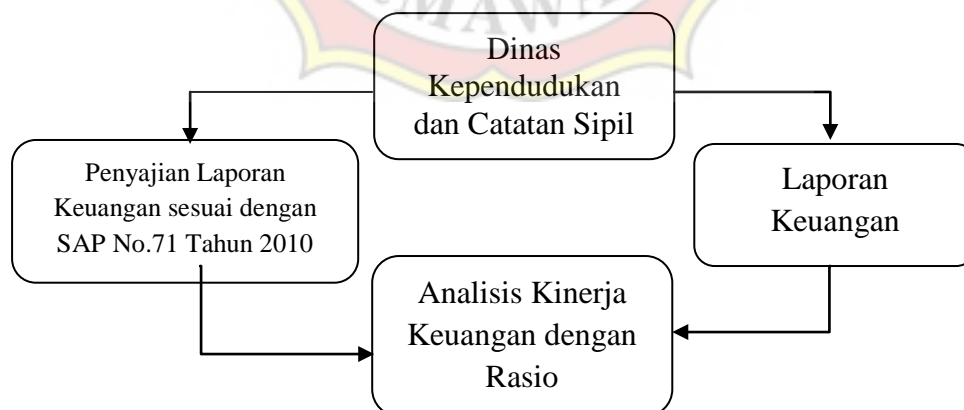 Dinas
Kependudukan
dan Catatan Sipil
Penyajian Laporan
Keuangan sesuai dengan
SAP No.71 Tahun 2010
Laporan
Keuangan
Analisis Kinerja
Keuangan dengan
Rasio